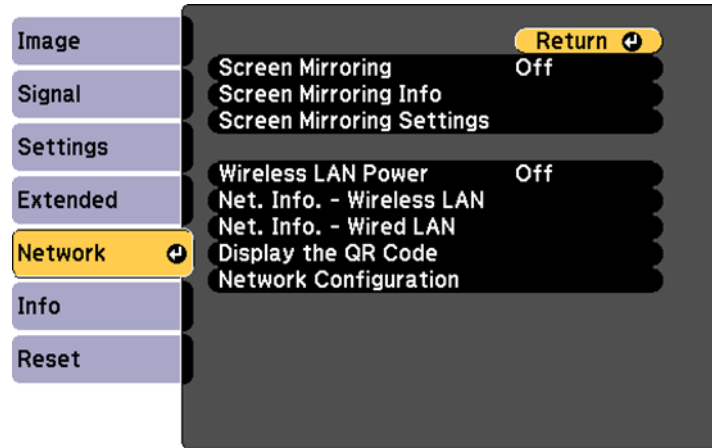 Image
Signal
Settings
Extended
Network
Info
Reset
Return
Screen Mirroring Off
Screen Mirroring Info
Screen Mirroring Settings
Wireless LAN Power Off
Net. Info. - Wireless LAN
Net. Info. - Wired LAN
Display the QR Code
Network Configuration